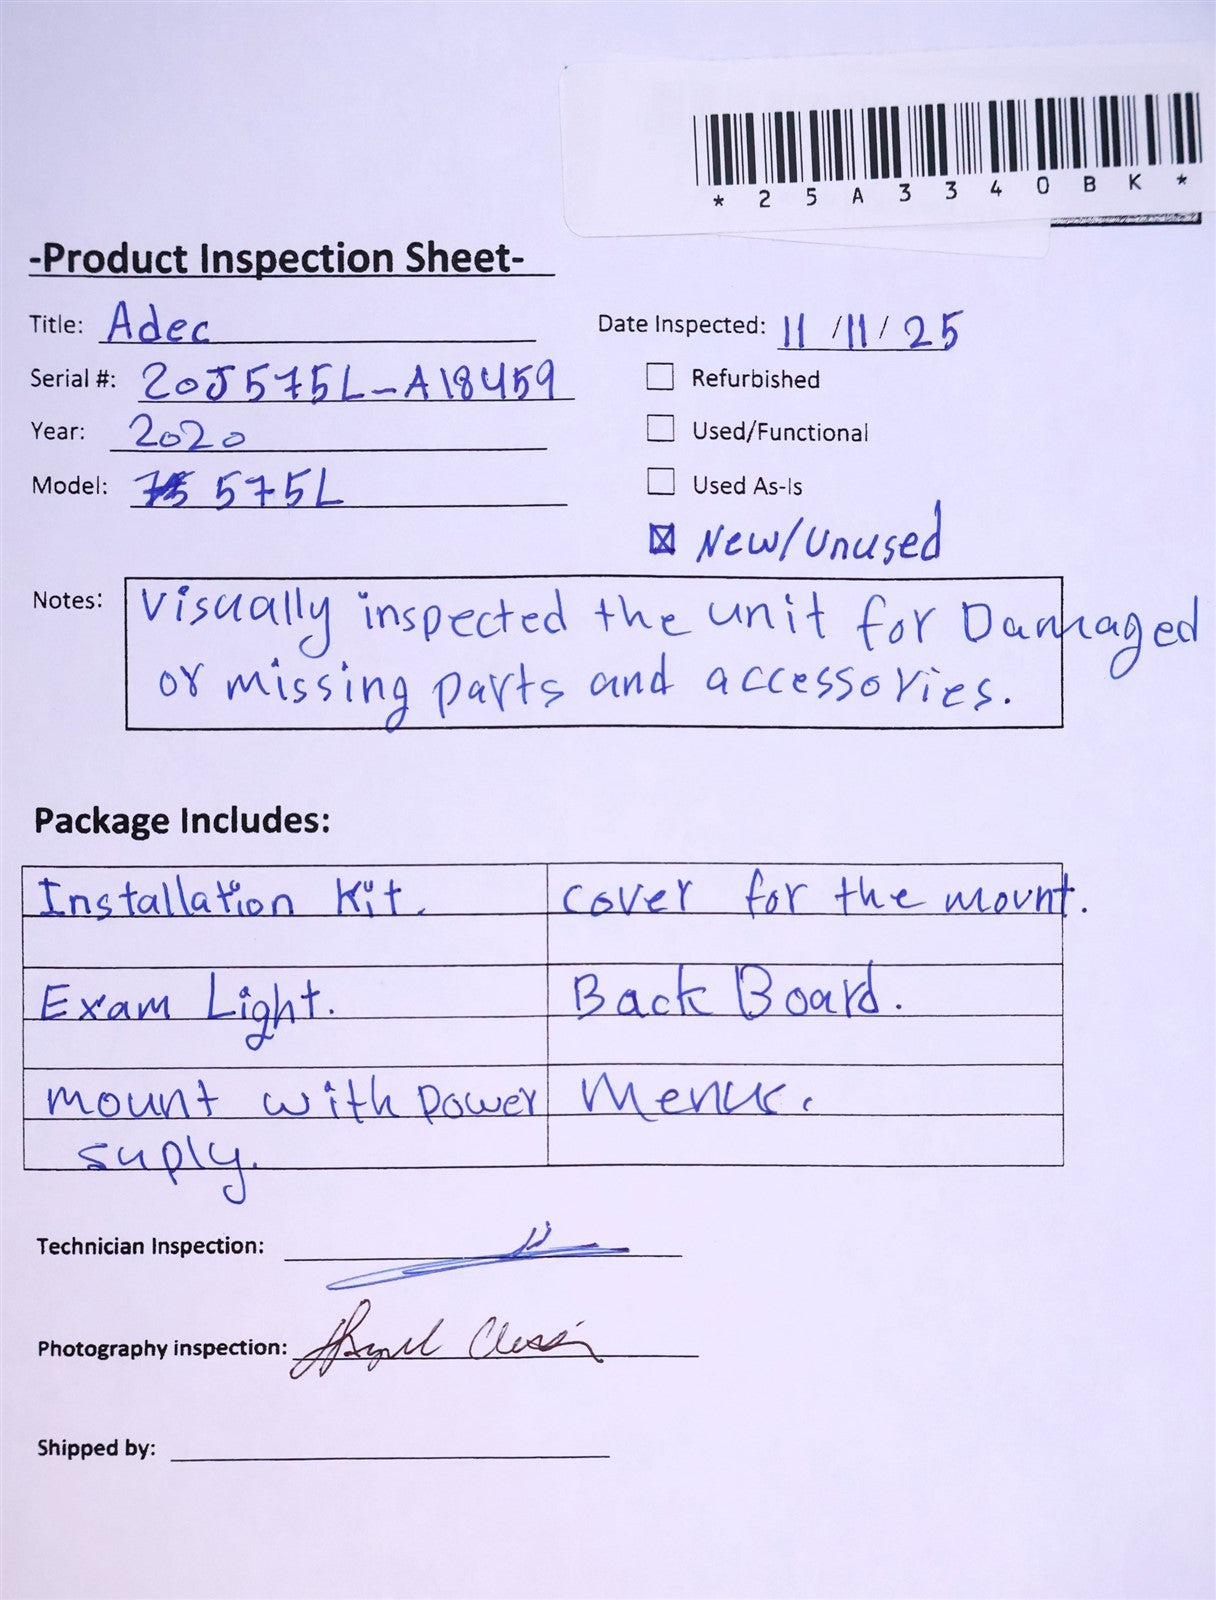 *25A3340BK*
-Product Inspection Sheet-
Title: Adec
Date Inspected: 11/11/25
Serial #: 20J575L-A18459
Refurbished
Year: 2020
Used/Functional
Model: 575L
Used As-Is
New/Unused
Notes: Visually inspected the unit for Damaged
or missing parts and accessories.
Package Includes:
Installation Kit. cover for the mount.
Exam Light. Back Board.
mount with power Menus.
suply.
Technician Inspection:
Photography inspection:
Shipped by: